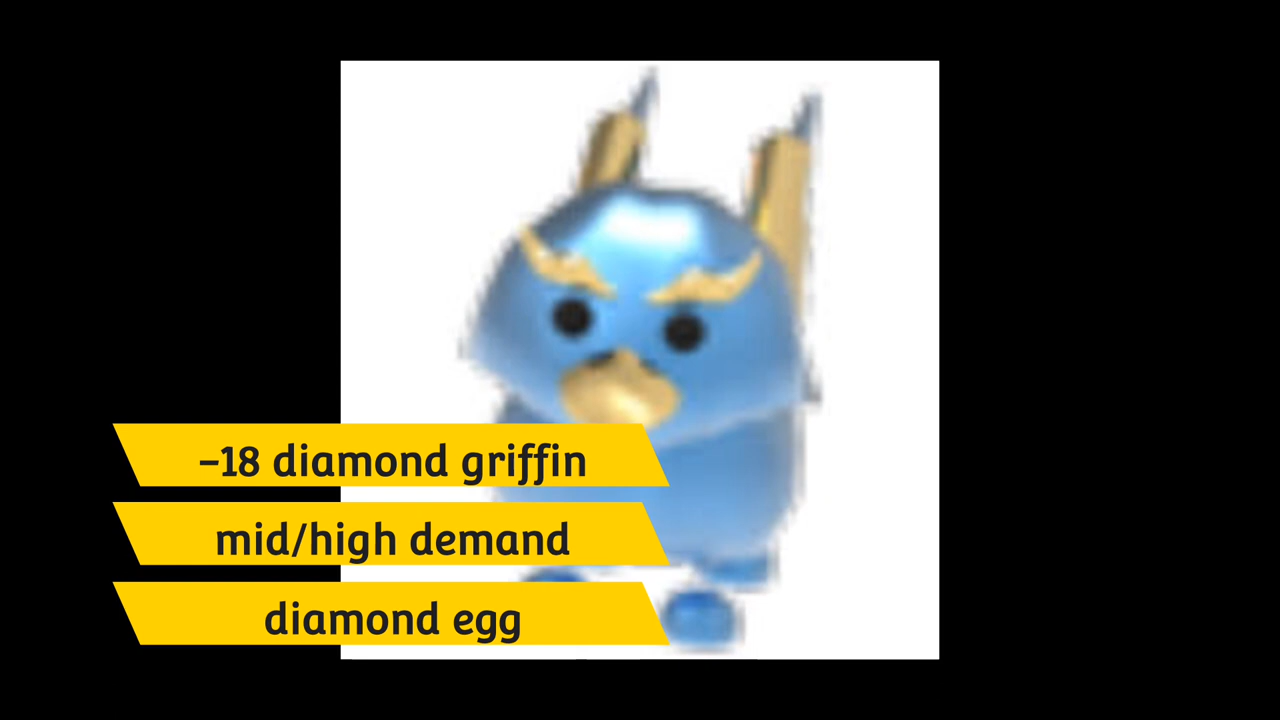 –18 diamond griffin
mid/high demand
diamond egg